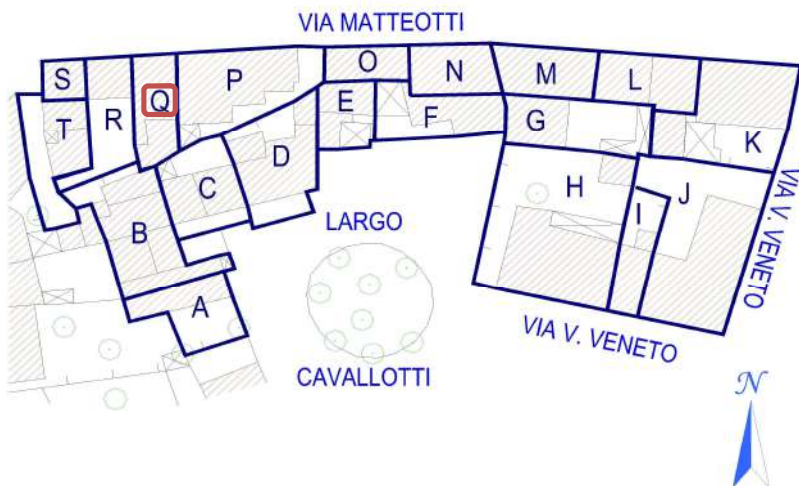 VIA MATTEOTTI
S
Q
P
O
N
M
L
T
R
E
F
G
K
D
C
H
I
J
B
LARGO
VIA V. VENETO
A
VIA V. VENETO
CAVALLOTTI
N